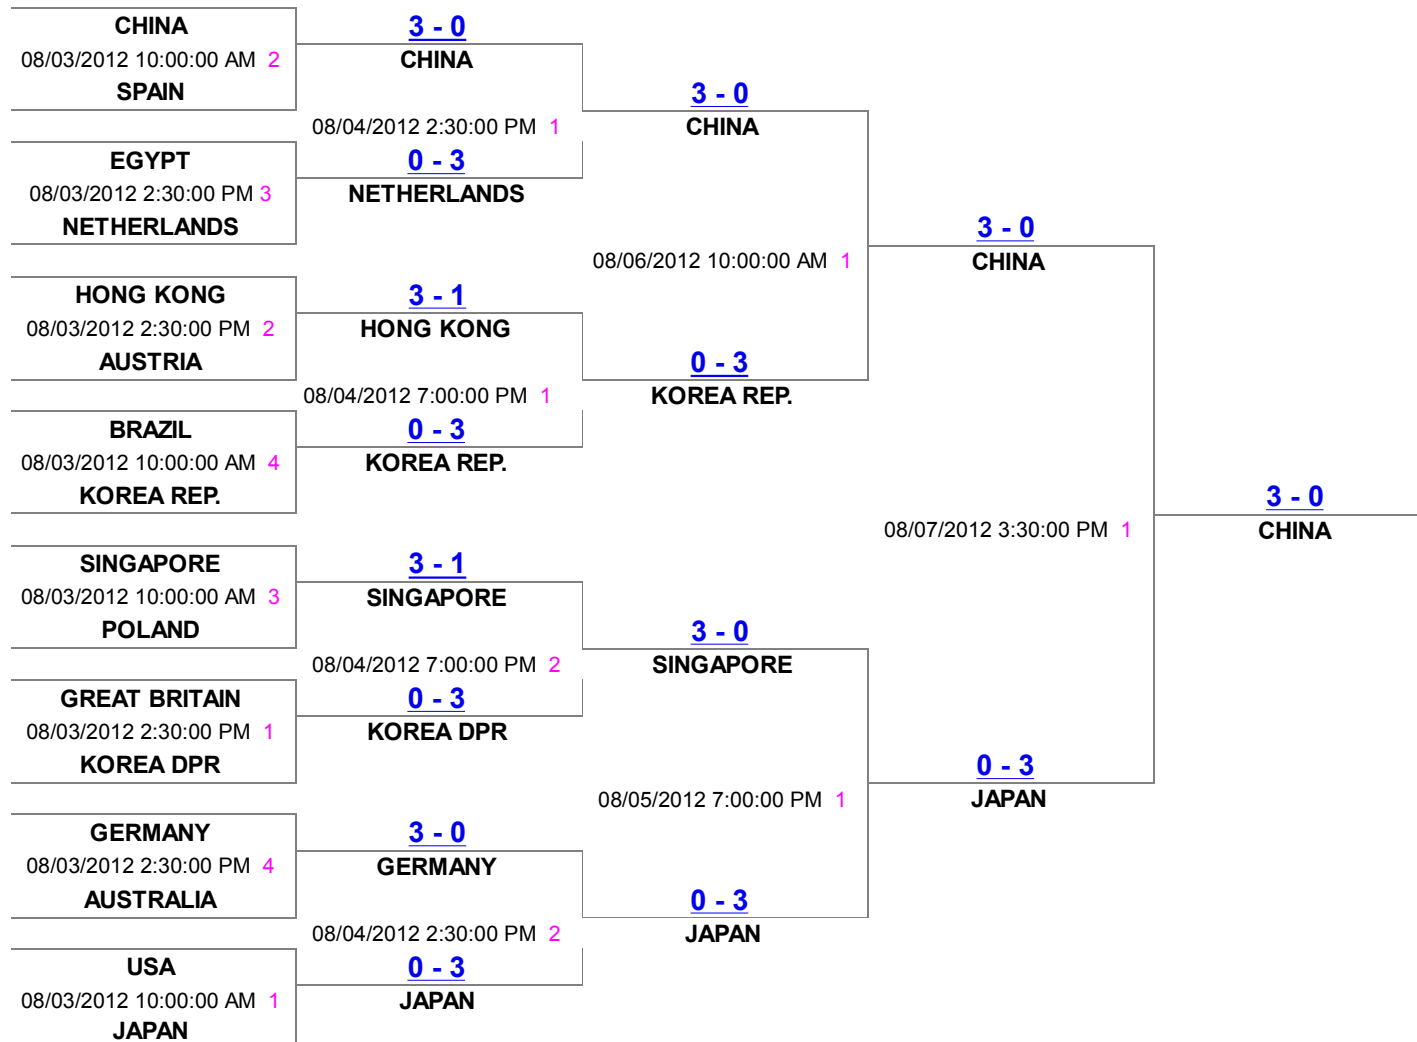 CHINA
08/03/2012 10:00:00 AM 2
SPAIN
EGYPT
08/03/2012 2:30:00 PM 3
NETHERLANDS
HONG KONG
08/03/2012 2:30:00 PM 2
AUSTRIA
BRAZIL
08/03/2012 10:00:00 AM 4
KOREA REP.
SINGAPORE
08/03/2012 10:00:00 AM 3
POLAND
GREAT BRITAIN
08/03/2012 2:30:00 PM 1
KOREA DPR
GERMANY
08/03/2012 2:30:00 PM 4
AUSTRALIA
USA
08/03/2012 10:00:00 AM 1
JAPAN
3 - 0
CHINA
08/04/2012 2:30:00 PM 1
0 - 3
NETHERLANDS
3 - 1
HONG KONG
08/04/2012 7:00:00 PM 1
0 - 3
KOREA REP.
3 - 1
SINGAPORE
08/04/2012 7:00:00 PM 2
0 - 3
KOREA DPR
3 - 0
GERMANY
08/04/2012 2:30:00 PM 2
0 - 3
JAPAN
3 - 0
CHINA
08/06/2012 10:00:00 AM 1
0 - 3
KOREA REP.
3 - 0
SINGAPORE
08/05/2012 7:00:00 PM 1
0 - 3
JAPAN
3 - 0
CHINA
08/07/2012 3:30:00 PM 1
0 - 3
JAPAN
3 - 0
CHINA